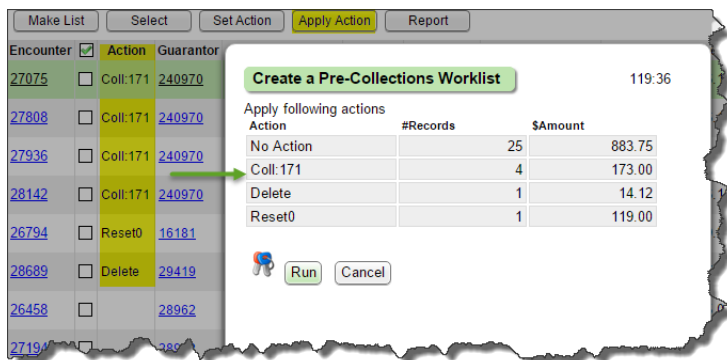 Make List Select Set Action Apply Action Report
Encounter Action Guarantor
27075 Coll:171 240970
Create a Pre-Collections Worklist 119:36
27808 Coll:171 240970
Apply following actions
Action #Records $Amount
No Action 25 883.75
27936 Coll:171 240970
Coll:171 4 173.00
28142 Coll:171 240970
Delete 1 14.12
Reset0 1 119.00
26794 Reset0 16181
28689 Delete 29419
Run Cancel
26458 28962
27194